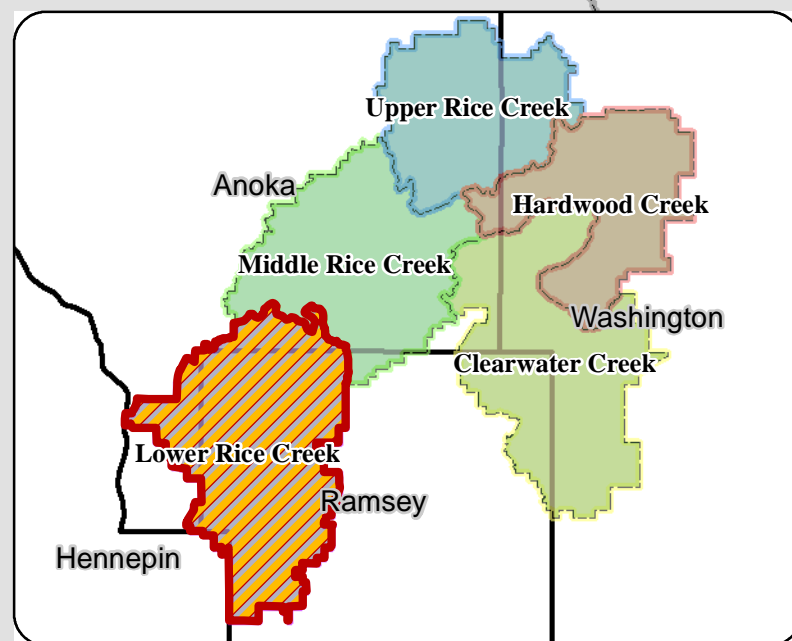 Upper Rice Creek
Anoka
Hardwood Creek
Middle Rice Creek
Washington
Clearwater Creek
Lower Rice Creek
Ramsey
Hennepin